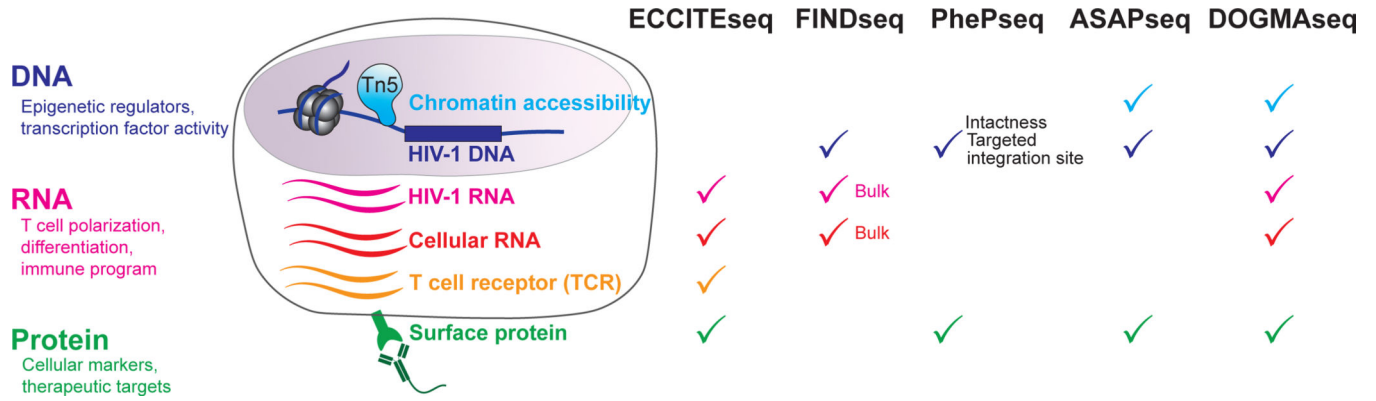 ECCITEseq FINDseq PhePseq ASAPseq DOGMAseq
DNA
Epigenetic regulators,
transcription factor activity
Tn5
Chromatin accessibility
HIV-1 DNA
Intactness
Targeted
integration site
RNA
T cell polarization,
differentiation,
immune program
HIV-1 RNA
Bulk
Cellular RNA
Bulk
T cell receptor (TCR)
Protein
Cellular markers,
therapeutic targets
Surface protein